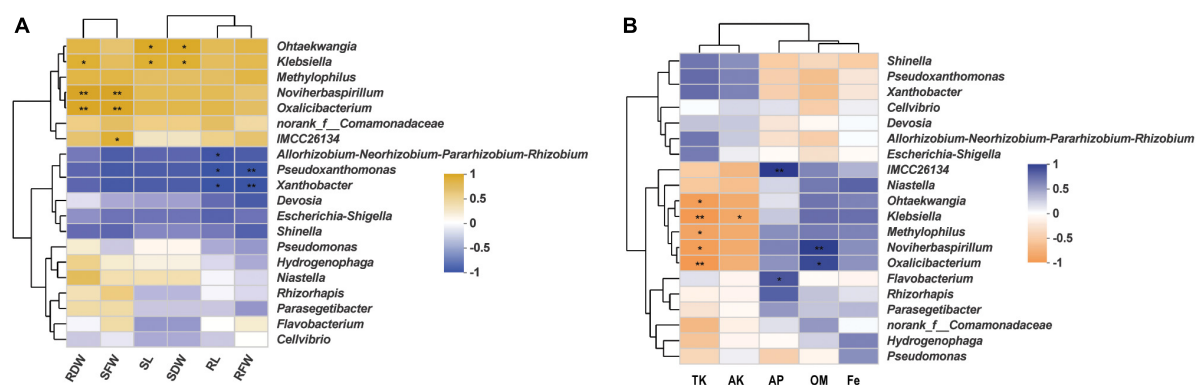 A
Ohtaekwangia
* *
Klebsiella
* * *
Methylophilus
Noviherbaspirillum
** **
Oxalicibacterium
** **
norank_f__Comamonadaceae
IMCC26134
*
Allorhizobium-Neorhizobium-Pararhizobium-Rhizobium
*
Pseudoxanthomonas
* **
Xanthobacter
* **
Devosia
Escherichia-Shigella
Shinella
Pseudomonas
Hydrogenophaga
Niastella
Rhizorhapis
Parasegetibacter
Flavobacterium
Cellvibrio
RDW SFW SL SDW RL RFW
1
0.5
0
-0.5
-1
B
Shinella
Pseudoxanthomonas
Xanthobacter
Cellvibrio
Devosia
Allorhizobium-Neorhizobium-Pararhizobium-Rhizobium
Escherichia-Shigella
IMCC26134
**
Niastella
Ohtaekwangia
*
Klebsiella
** *
Methylophilus
*
Noviherbaspirillum
* **
Oxalicibacterium
** *
Flavobacterium
*
Rhizorhapis
Parasegetibacter
norank_f__Comamonadaceae
Hydrogenophaga
Pseudomonas
TK AK AP OM Fe
1
0.5
0
-0.5
-1